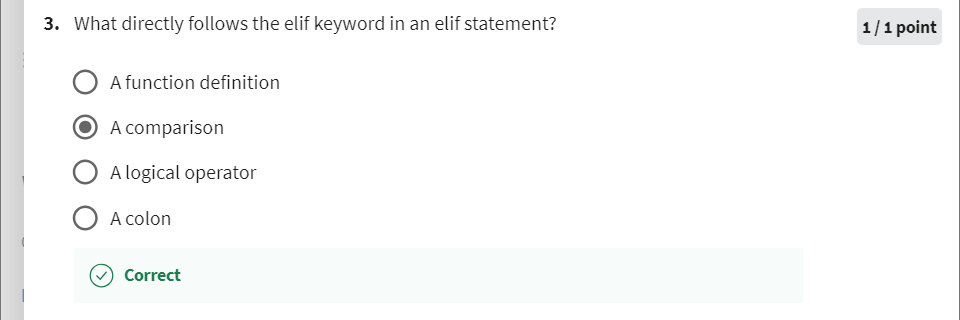 3. What directly follows the elif keyword in an elif statement?
1 / 1 point
A function definition
A comparison
A logical operator
A colon
Correct